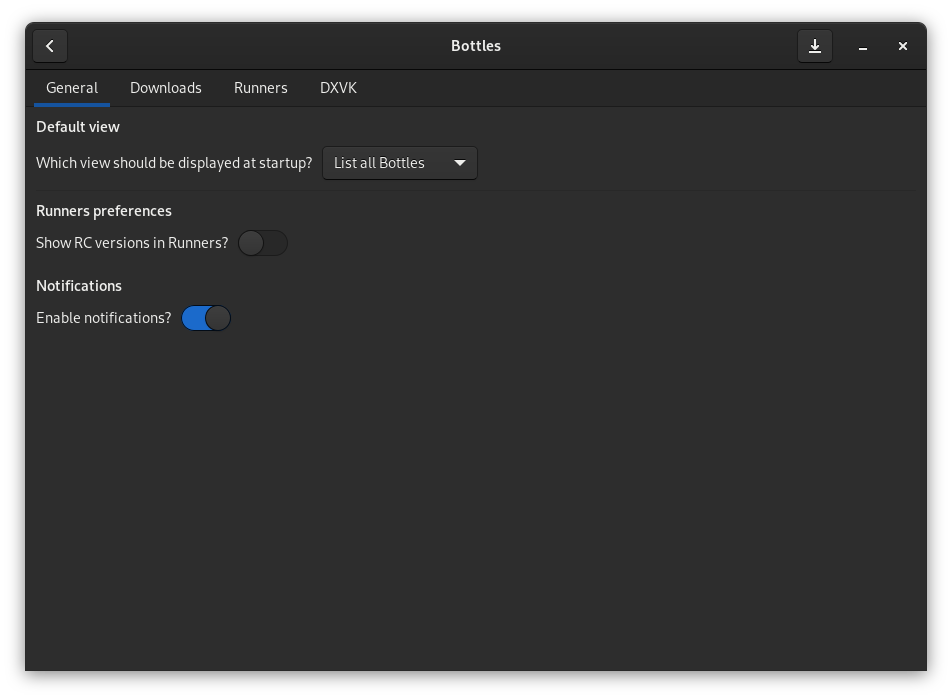 Bottles
General Downloads Runners DXVK
Default view
Which view should be displayed at startup? List all Bottles
Runners preferences
Show RC versions in Runners?
Notifications
Enable notifications?